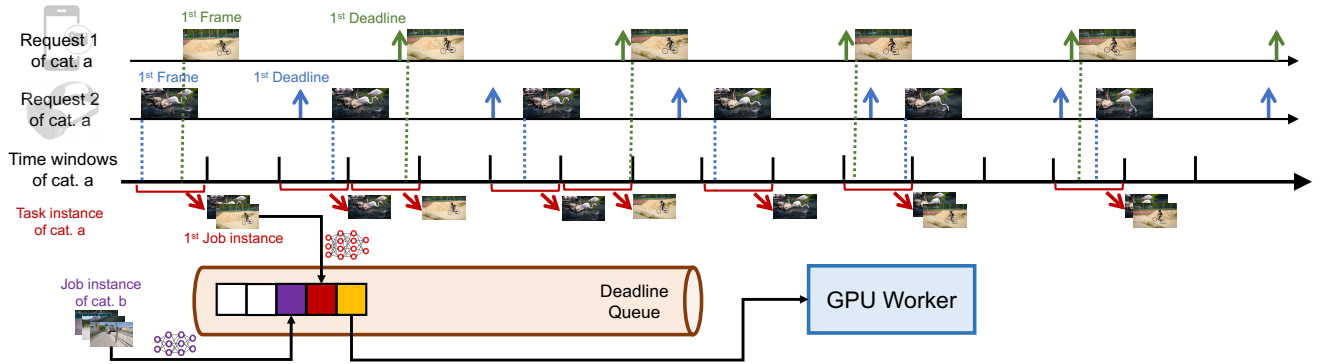 1st Frame
1st Deadline
Request 1
of cat. a
1st Frame
1st Deadline
Request 2
of cat. a
Time windows
of cat. a
Task instance
of cat. a
1st Job instance
Job instance
of cat. b
Deadline
Queue
GPU Worker